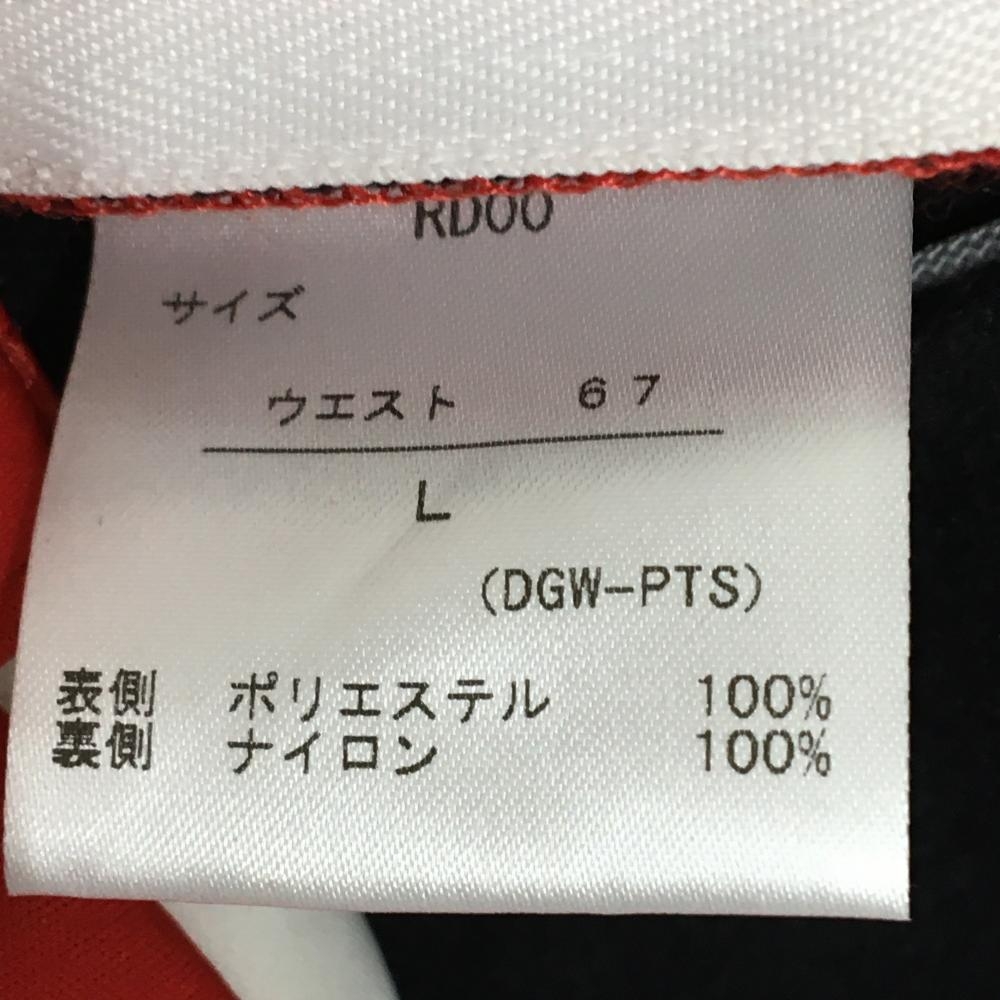 RD00
サイズ
ウエスト 67
L
(DGW-PTS)
表側 ポリエステル 100%
裏側 ナイロン 100%